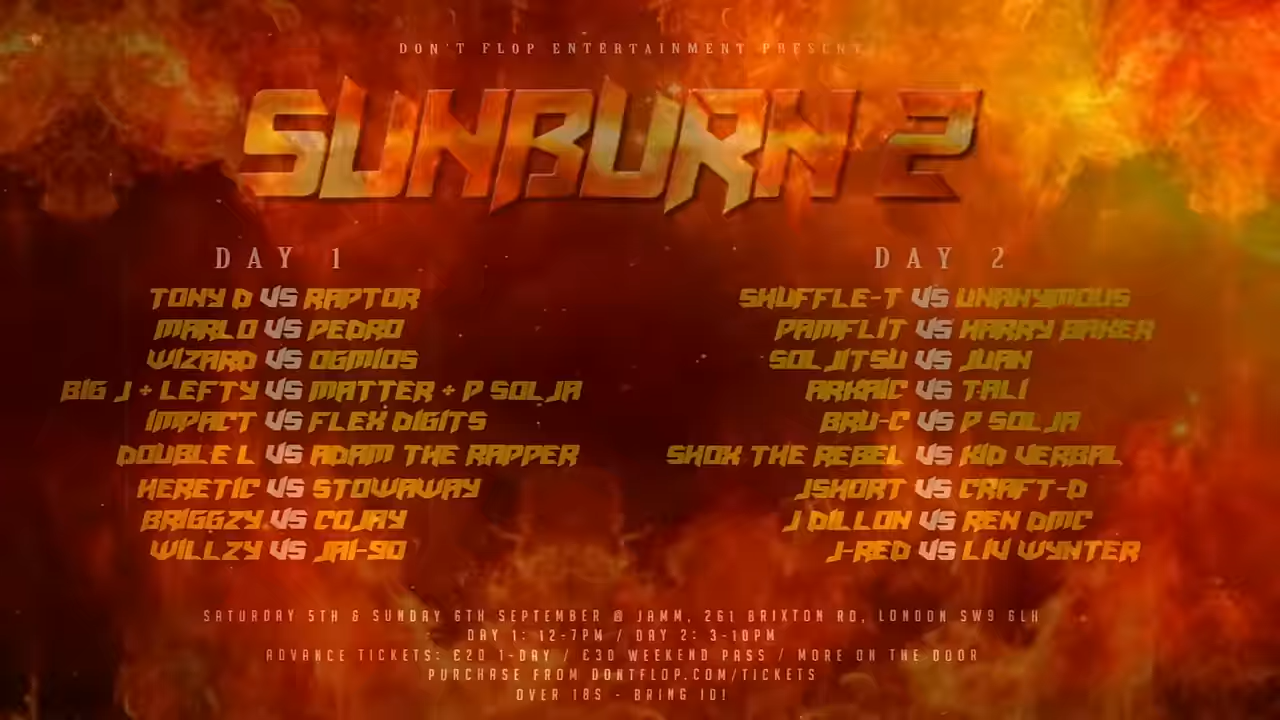 DON'T FLOP ENTERTAINMENT PRESENT
SUNBURN 2
DAY 1
TONY D VS RAPTOR
MARLO VS PEDRO
WIZARD VS OGMIOS
BIG J + LEFTY VS MATTER + P SOLJA
IMPACT VS FLEX DIGITS
DOUBLE L VS ADAM THE RAPPER
HERETIC VS STOWAWAY
BRIGGZY VS COJAY
WILLZY VS JAI-90
DAY 2
SHUFFLE-T VS UNANYMOUS
PAMFLIT VS HARRY BAKER
SOLJITSU VS JUAN
ARKAIC VS TALI
BRU-C VS P SOLJA
SHOX THE REBEL VS KID VERBAL
JSHORT VS CRAFT-D
J DILLON VS REN DMC
J-RED VS LIV WYNTER
SATURDAY 5TH & SUNDAY 6TH SEPTEMBER @ JAMM, 261 BRIXTON RD, LONDON SW9 6LH
DAY 1: 12-7PM / DAY 2: 3-10PM
ADVANCE TICKETS: £20 1-DAY / £30 WEEKEND PASS / MORE ON THE DOOR
PURCHASE FROM DONTFLOP.COM/TICKETS
OVER 18S - BRING ID!